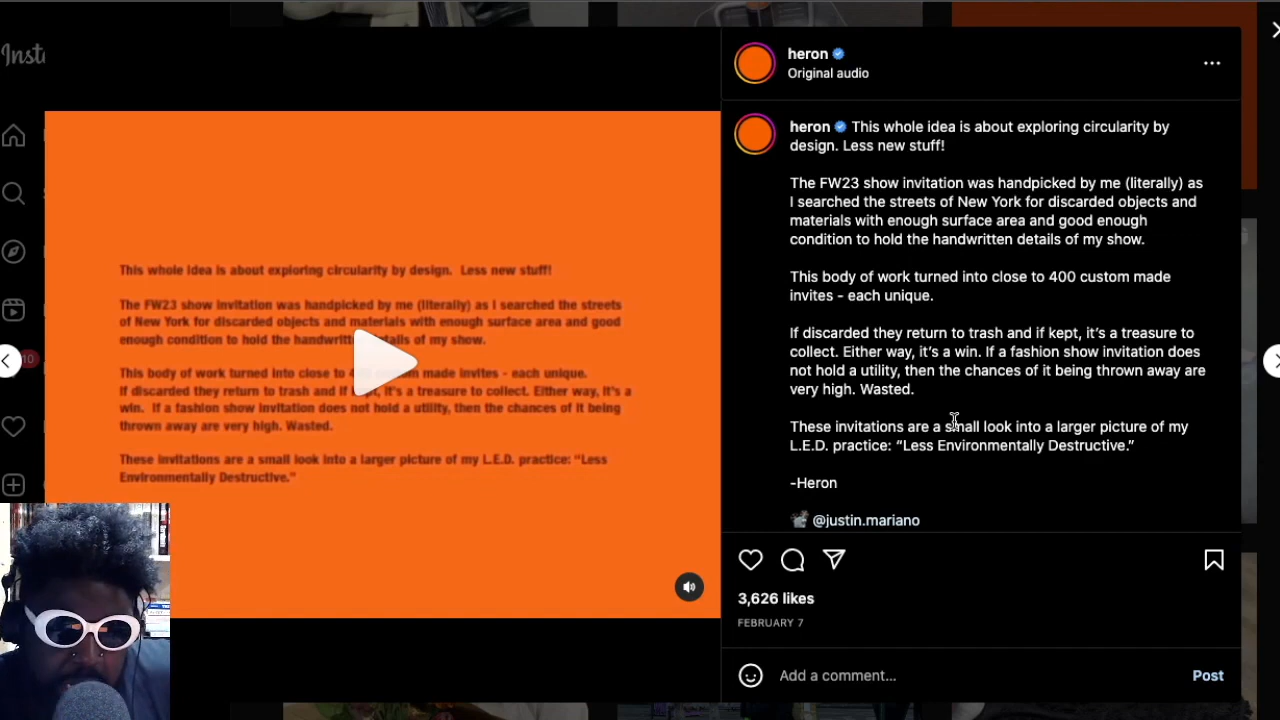 Inst
heron
Original audio
heron This whole idea is about exploring circularity by
design. Less new stuff!
The FW23 show invitation was handpicked by me (literally) as
I searched the streets of New York for discarded objects and
materials with enough surface area and good enough
condition to hold the handwritten details of my show.
This body of work turned into close to 400 custom made
invites - each unique.
If discarded they return to trash and if kept, it’s a treasure to
collect. Either way, it’s a win. If a fashion show invitation does
not hold a utility, then the chances of it being thrown away are
very high. Wasted.
These invitations are a small look into a larger picture of my
L.E.D. practice: “Less Environmentally Destructive.”
-Heron
@justin.mariano
3,626 likes
FEBRUARY 7
Add a comment...
Post
This whole idea is about exploring circularity by design. Less new stuff!
The FW23 show invitation was handpicked by me (literally) as I searched the streets
of New York for discarded objects and materials with enough surface area and good
enough condition to hold the handwritten of my show.
This body of work turned into close to made invites - each unique.
If discarded they return to trash and if it's a treasure to collect. Either way, it's a
win. If a fashion show invitation does not hold a utility, then the chances of it being
thrown away are very high. Wasted.
These invitations are a small look into a larger picture of my L.E.D. practice: "Less
Environmentally Destructive."
10